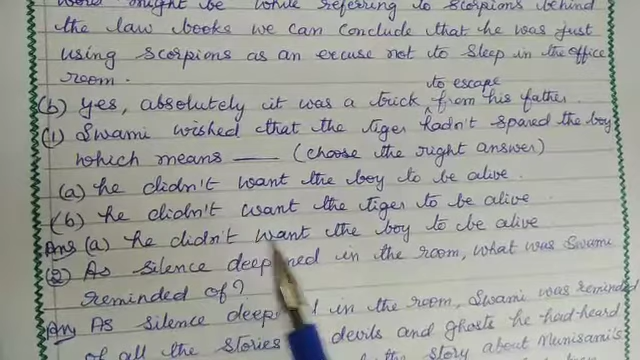 might be while referring to scorpions behind
the law books we can conclude that he was just
using scorpions as an excuse not to sleep in the office
room.
(b) Yes, absolutely it was a trick to escape from his father.
(1) Swami wished that the tiger hadn't spared the boy
which means ___ (choose the right answer)
(a) he didn't want the boy to be alive.
(b) he didn't want the tiger to be alive.
Ans (a) he didn't want the boy to be alive
(2) As silence deepened in the room, what was Swami
reminded of?
Ans As silence deep in the room, Swami was reminded
of all the stories devils and ghosts he had heard
the story about Munisami's